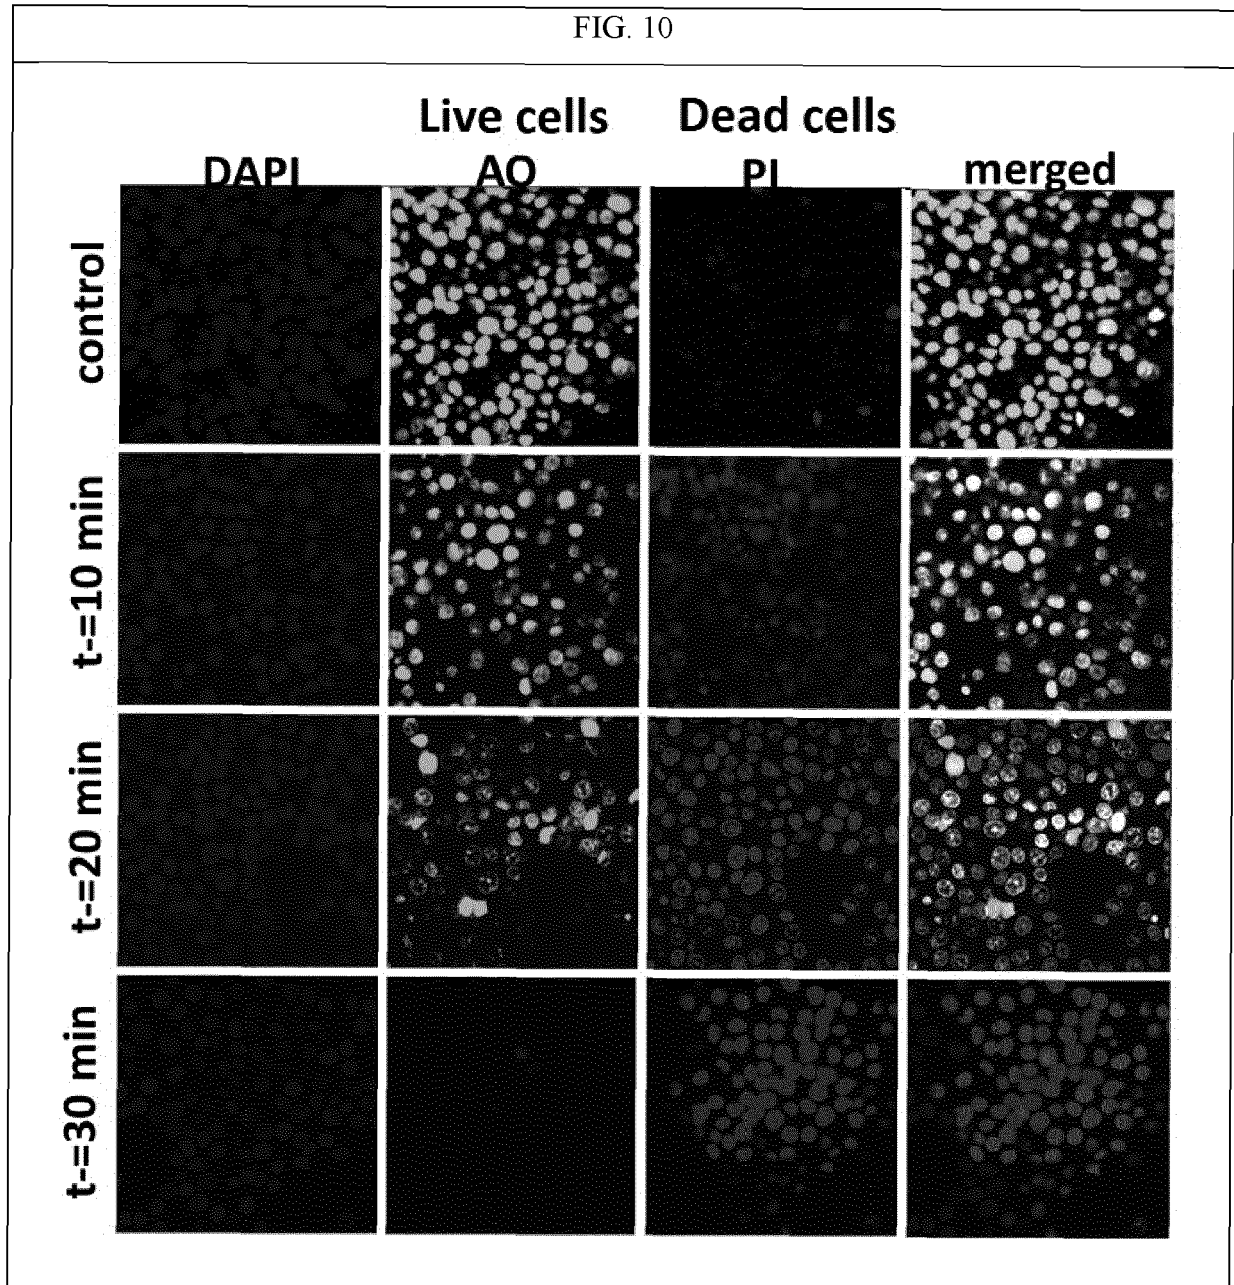 FIG. 10
Live cells Dead cells
DAPI AO PI merged
control
t-=10 min
t-=20 min
t-=30 min